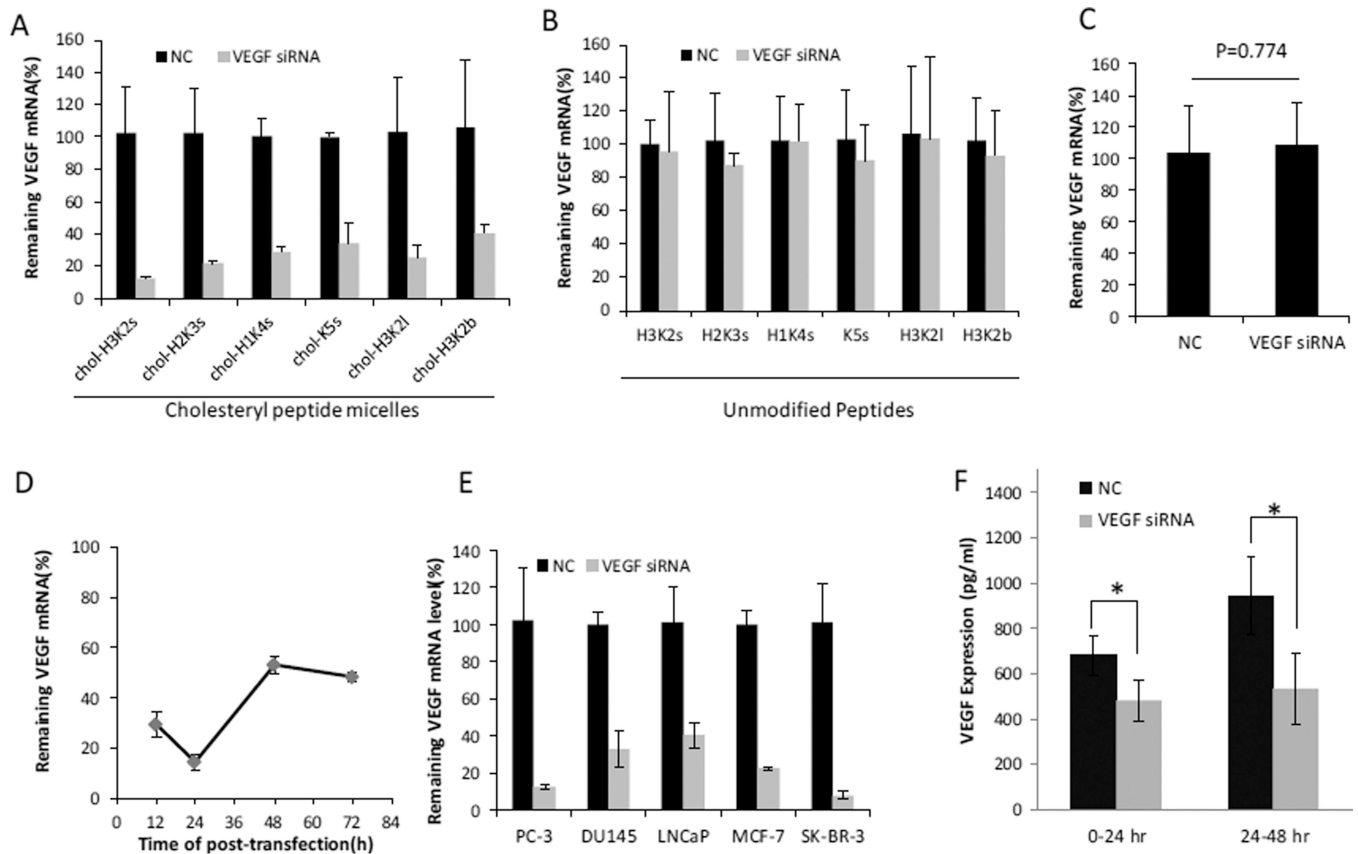 A
Remaining VEGF mRNA(%)
160
140
120
100
80
60
40
20
0
NC
VEGF siRNA
chol-H3K2s
chol-H2K3s
chol-H1K4s
chol-K5s
chol-H3K2l
chol-H3K2b
Cholesteryl peptide micelles
B
Remaining VEGF mRNA(%)
160
140
120
100
80
60
40
20
0
NC
VEGF siRNA
H3K2s
H2K3s
H1K4s
K5s
H3K2l
H3K2b
Unmodified Peptides
C
P=0.774
Remaining VEGF mRNA(%)
160
140
120
100
80
60
40
20
0
NC
VEGF siRNA
D
Remaining VEGF mRNA(%)
100
80
60
40
20
0
0 12 24 36 48 60 72 84
Time of post-transfection(h)
E
Remaining VEGF mRNA level(%)
140
120
100
80
60
40
20
0
NC
VEGF siRNA
PC-3
DU145
LNCaP
MCF-7
SK-BR-3
F
VEGF Expression (pg/ml)
1400
1200
1000
800
600
400
200
0
NC
VEGF siRNA
*
*
0-24 hr
24-48 hr